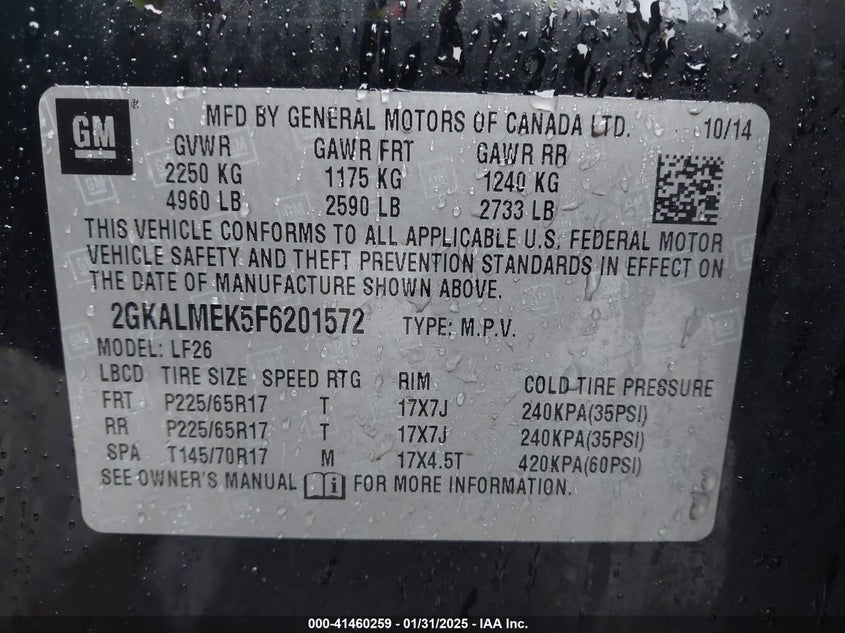 GM ® MFD BY GENERAL MOTORS OF CANADA LTD. 10/14
GVWR GAWR FRT GAWR RR
2250 KG 1175 KG 1240 KG
4960 LB 2590 LB 2733 LB
THIS VEHICLE CONFORMS TO ALL APPLICABLE U.S. FEDERAL MOTOR
VEHICLE SAFETY AND THEFT PREVENTION STANDARDS IN EFFECT ON
THE DATE OF MANUFACTURE SHOWN ABOVE.
2GKALMEK5F6201572 TYPE: M.P.V.
MODEL: LF26
LBCD TIRE SIZE SPEED RTG RIM COLD TIRE PRESSURE
FRT P225/65R17 T 17X7J 240KPA(35PSI)
RR P225/65R17 T 17X7J 240KPA(35PSI)
SPA T145/70R17 M 17X4.5T 420KPA(60PSI)
SEE OWNER'S MANUAL FOR MORE INFORMATION.
000-41460259 - 01/31/2025 - IAA Inc.